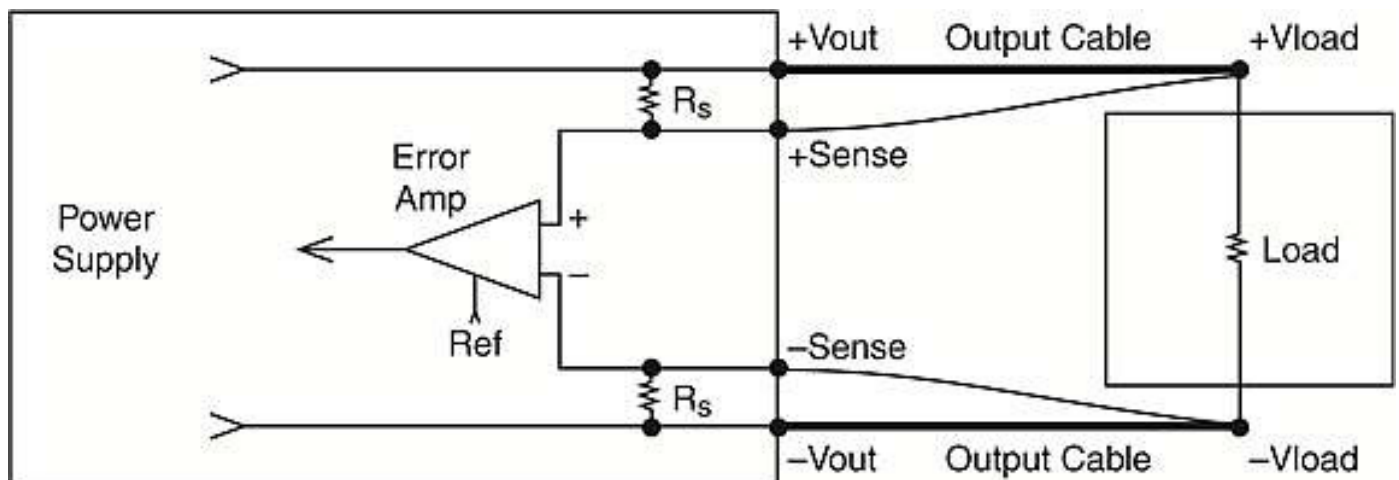 +Vout
Output Cable
+Vload
Rs
+Sense
Error
Amp
+
Power
Supply
–
Load
Ref
–Sense
Rs
–Vout
Output Cable
–Vload